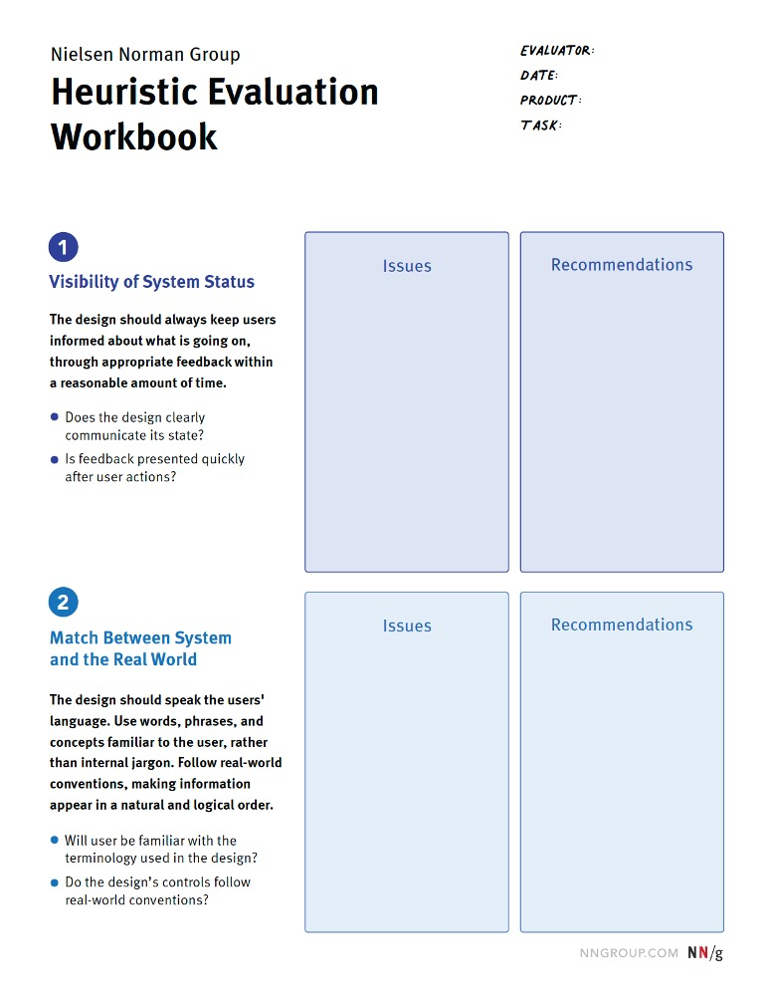 Nielsen Norman Group
Heuristic Evaluation
Workbook
EVALUATOR:
DATE:
PRODUCT:
TASK:
1
Visibility of System Status
The design should always keep users
informed about what is going on,
through appropriate feedback within
a reasonable amount of time.
Does the design clearly
communicate its state?
Is feedback presented quickly
after user actions?
Issues
Recommendations
2
Match Between System
and the Real World
The design should speak the users'
language. Use words, phrases, and
concepts familiar to the user, rather
than internal jargon. Follow real-world
conventions, making information
appear in a natural and logical order.
Will user be familiar with the
terminology used in the design?
Do the design’s controls follow
real-world conventions?
Issues
Recommendations
NNGROUP.COM NN/g